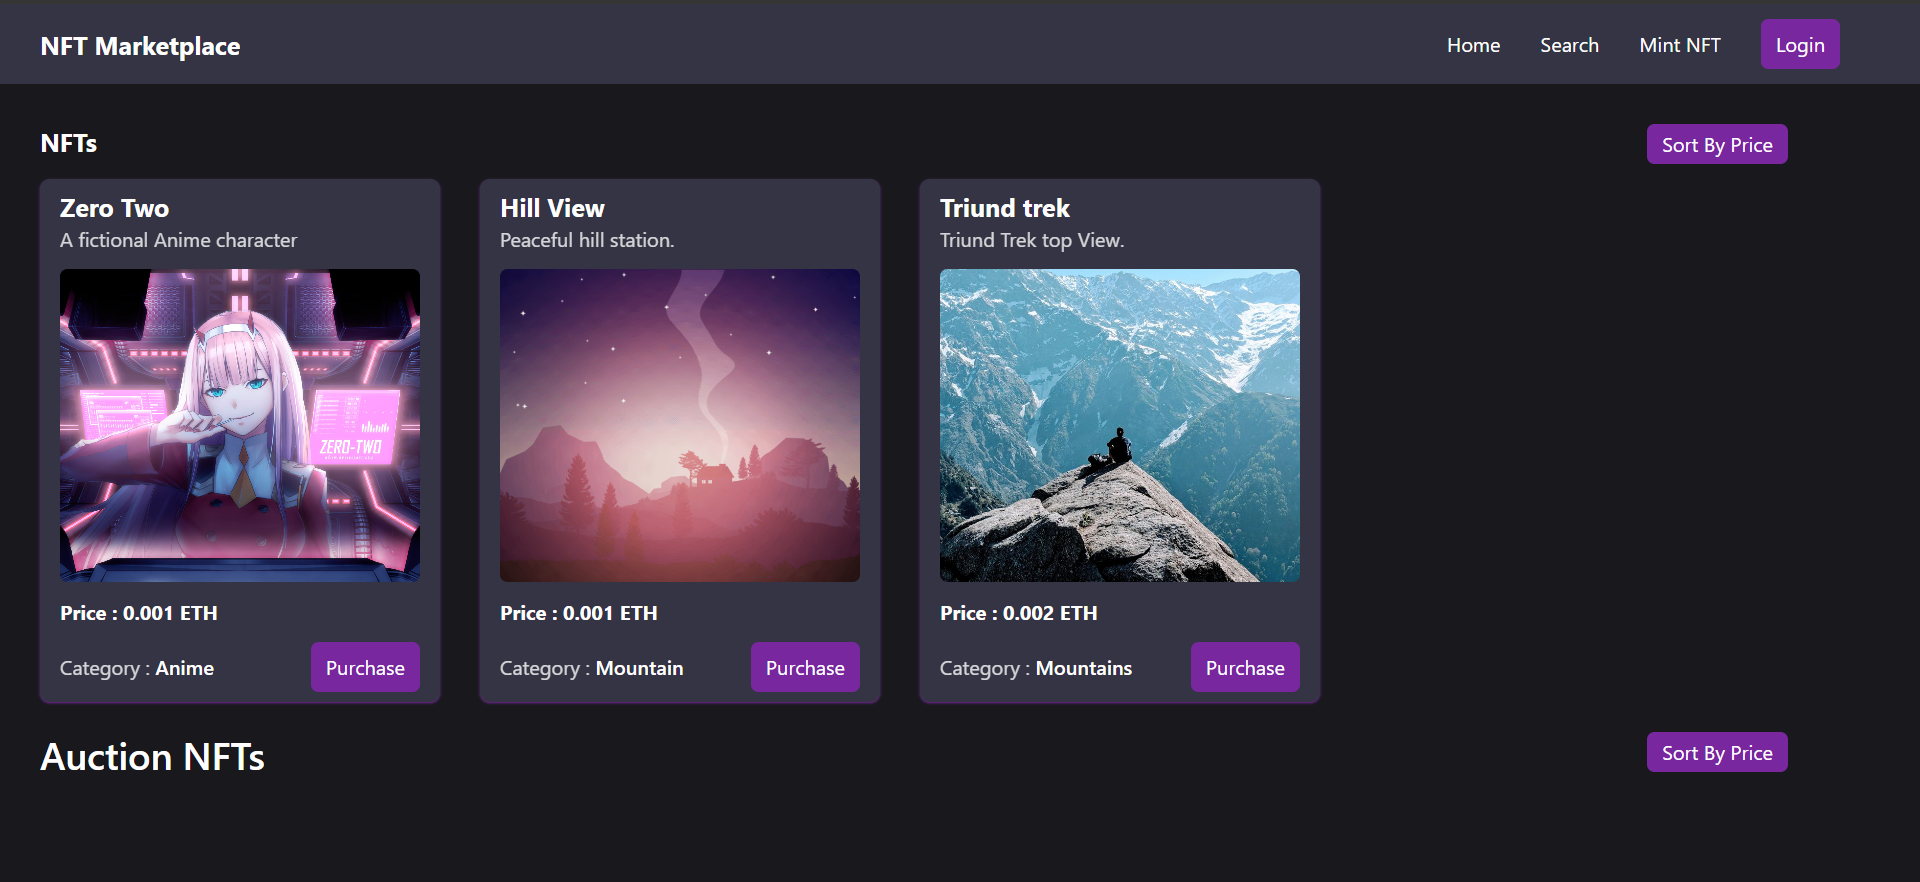 NFT Marketplace
Home
Search
Mint NFT
Login
NFTs
Sort By Price
Zero Two
A fictional Anime character
ZERO-TWO
Price : 0.001 ETH
Category : Anime
Purchase
Hill View
Peaceful hill station.
Price : 0.001 ETH
Category : Mountain
Purchase
Triund trek
Triund Trek top View.
Price : 0.002 ETH
Category : Mountains
Purchase
Auction NFTs
Sort By Price